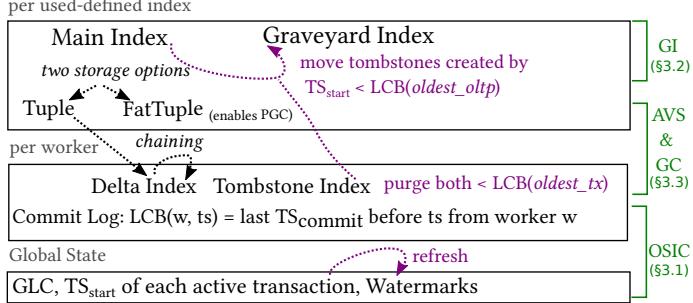 per used-defined index
Main Index
Graveyard Index
move tombstones created by
TSstart < LCB(oldest_oltp)
two storage options
Tuple
FatTuple (enables PGC)
GI
(§3.2)
chaining
per worker
Delta Index
Tombstone Index
purge both < LCB(oldest_tx)
AVS
&
GC
(§3.3)
Commit Log: LCB(w, ts) = last TScommit before ts from worker w
Global State
refresh
GLC, TSstart of each active transaction, Watermarks
OSIC
(§3.1)